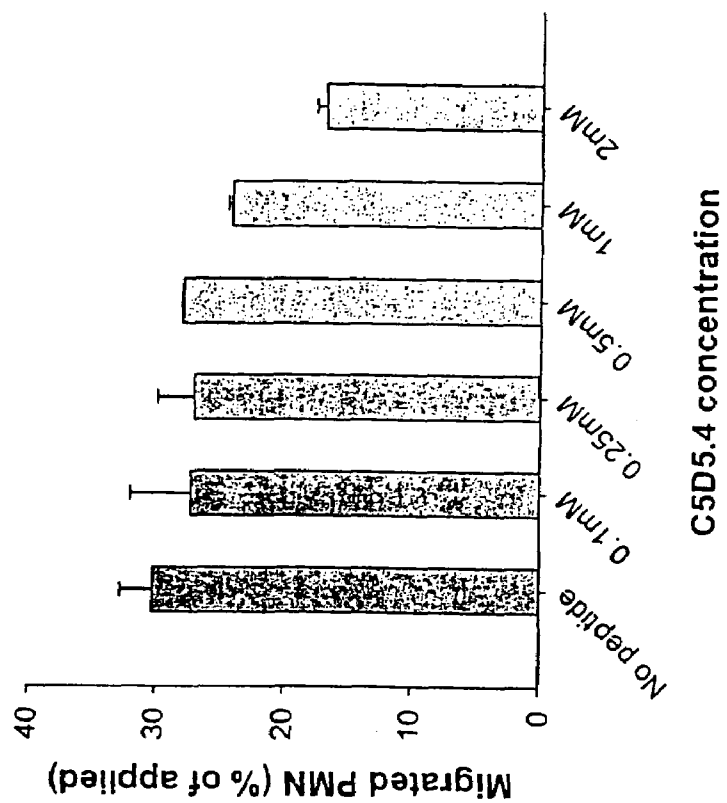 Migrated PMN (% of applied)
40
30
20
10
0
No peptide
0.1mM
0.25mM
0.5mM
1mM
2mM
C5D5.4 concentration